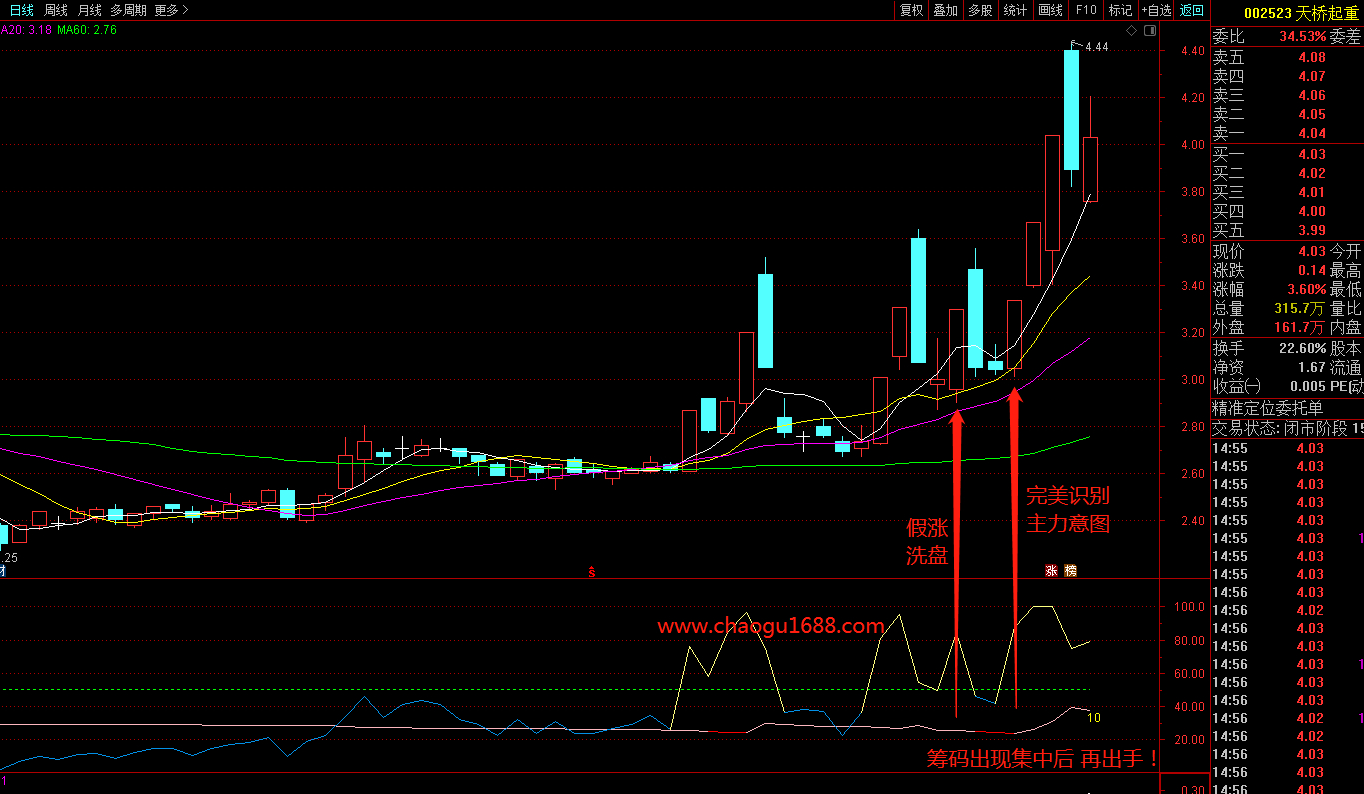 日线 周线 月线 多周期 更多 >
复权 叠加 多股 统计 画线 F10 标记 +自选 返回
002523 天桥起重
A20: 3.18 MA60: 2.76
4.44
4.40
4.20
4.00
3.80
3.60
3.40
3.20
3.00
2.80
2.60
2.40
.25
财
$
涨 榜
假涨
洗盘
完美识别
主力意图
www.chaogu1688.com
100.0
80.00
60.00
40.00
20.00
0.30
10
筹码出现集中后 再出手！
1
委比 34.53% 委差
卖五 4.08
卖四 4.07
卖三 4.06
卖二 4.05
卖一 4.04
买一 4.03
买二 4.02
买三 4.01
买四 4.00
买五 3.99
现价 4.03 今开
涨跌 0.14 最高
涨幅 3.60% 最低
总量 315.7万 量比
外盘 161.7万 内盘
换手 22.60% 股本
净资 1.67 流通
收益㈠ 0.005 PE(动
精准定位委托单
交易状态: 闭市阶段 15
14:55 4.03
14:55 4.03
14:55 4.03
14:55 4.03
14:55 4.03
14:55 4.03 1
14:55 4.03
14:55 4.03
14:56 4.03
14:56 4.02
14:56 4.03
14:56 4.03
14:56 4.03 1
14:56 4.03
14:56 4.03
14:56 4.02 1
14:56 4.02
14:56 4.03
14:56 4.03
14:56 4.03